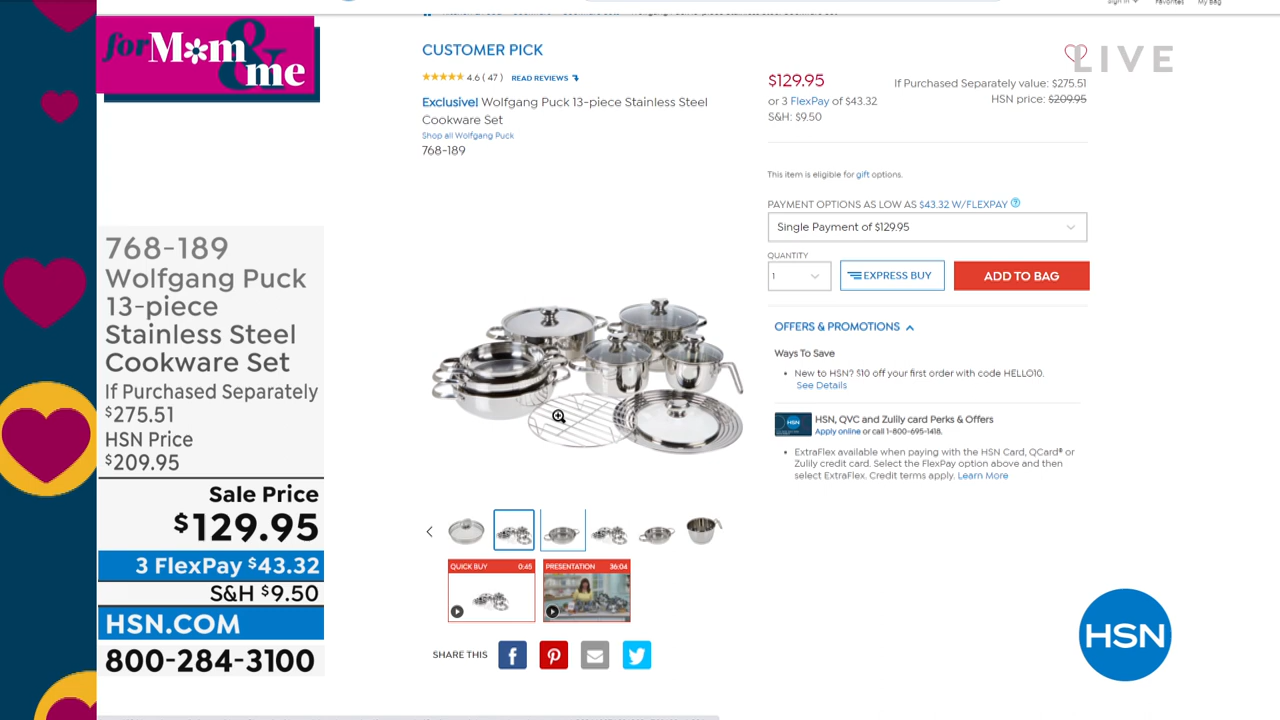 for Mom & me
768-189
Wolfgang Puck
13-piece
Stainless Steel
Cookware Set
If Purchased Separately
$275.51
HSN Price
$209.95
Sale Price
$129.95
3 FlexPay $43.32
S&H $9.50
HSN.COM
800-284-3100
Sign In
Favorites
My Bag
CUSTOMER PICK
4.6 (47) READ REVIEWS
Exclusive! Wolfgang Puck 13-piece Stainless Steel
Cookware Set
Shop all Wolfgang Puck
768-189
QUICK BUY 0:45
PRESENTATION 36:04
SHARE THIS
LIVE
$129.95
or 3 FlexPay of $43.32
S&H: $9.50
If Purchased Separately value: $275.51
HSN price: $209.95
This item is eligible for gift options.
PAYMENT OPTIONS AS LOW AS $43.32 W/FLEXPAY
Single Payment of $129.95
QUANTITY
1
EXPRESS BUY
ADD TO BAG
OFFERS & PROMOTIONS
Ways To Save
New to HSN? $10 off your first order with code HELLO10.
See Details
HSN
HSN, QVC and Zulily card Perks & Offers
Apply online or call 1-800-695-1418.
ExtraFlex available when paying with the HSN Card, QCard® or
Zulily credit card. Select the FlexPay option above and then
select ExtraFlex. Credit terms apply. Learn More
HSN